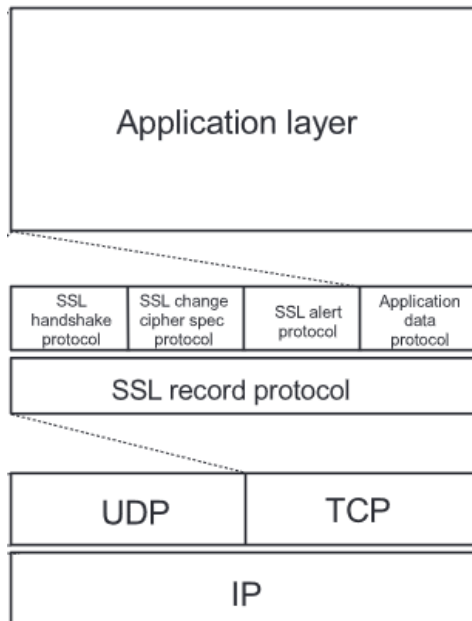 Application layer
SSL
handshake
protocol
SSL change
cipher spec
protocol
SSL alert
protocol
Application
data
protocol
SSL record protocol
UDP
TCP
IP